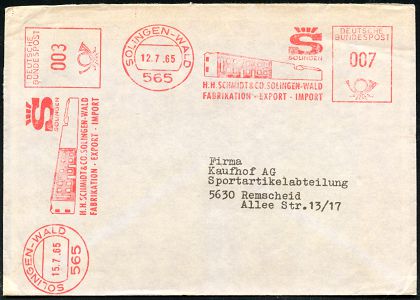 DEUTSCHE
BUNDESPOST
003
SOLINGEN-WALD
12.7.65
565
S
SOLINGEN
H.H.SCHMIDT & CO. SOLINGEN-WALD
FABRIKATION - EXPORT - IMPORT
DEUTSCHE
BUNDESPOST
007
S
SOLINGEN
H.H.SCHMIDT & CO. SOLINGEN-WALD
FABRIKATION - EXPORT - IMPORT
SOLINGEN-WALD
15.7.65
565
Firma
Kaufhof AG
Sportartikelabteilung
5630 Remscheid
Allee Str.13/17